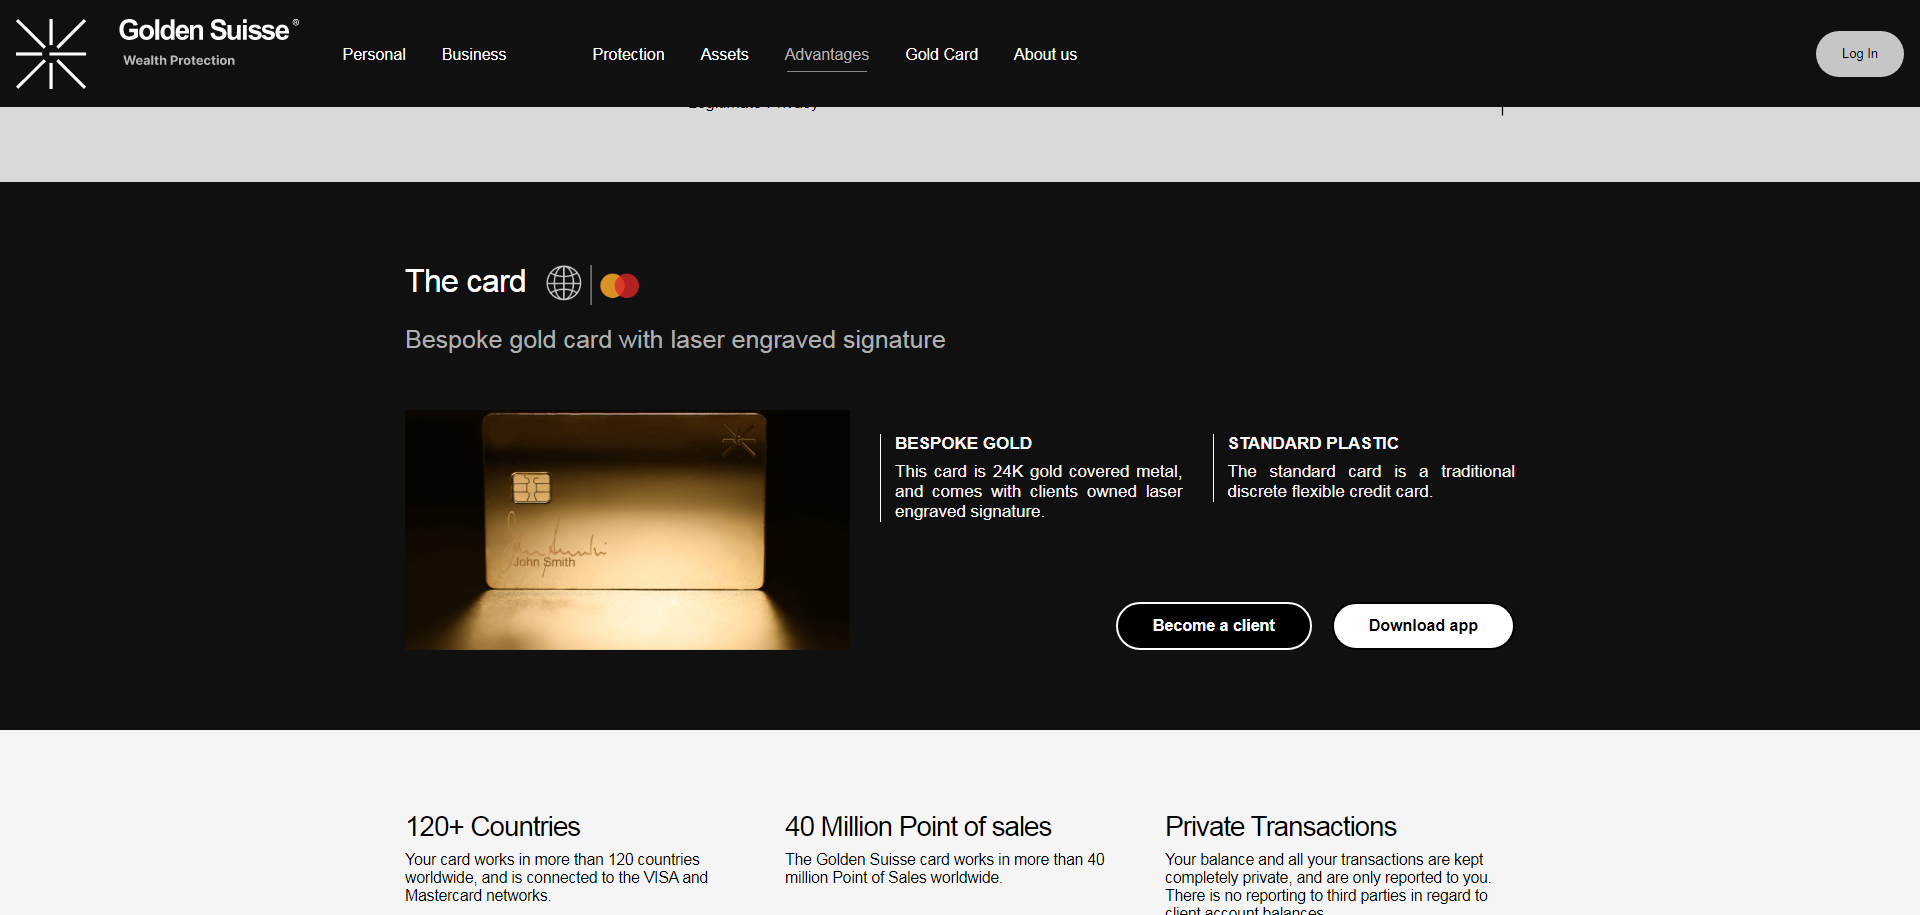 Golden Suisse®
Wealth Protection
Personal
Business
Protection
Assets
Advantages
Gold Card
About us
Log In
The card
Bespoke gold card with laser engraved signature
John Smith
BESPOKE GOLD
This card is 24K gold covered metal,
and comes with clients owned laser
engraved signature.
STANDARD PLASTIC
The standard card is a traditional
discrete flexible credit card.
Become a client
Download app
120+ Countries
Your card works in more than 120 countries
worldwide, and is connected to the VISA and
Mastercard networks.
40 Million Point of sales
The Golden Suisse card works in more than 40
million Point of Sales worldwide.
Private Transactions
Your balance and all your transactions are kept
completely private, and are only reported to you.
There is no reporting to third parties in regard to
client account balances